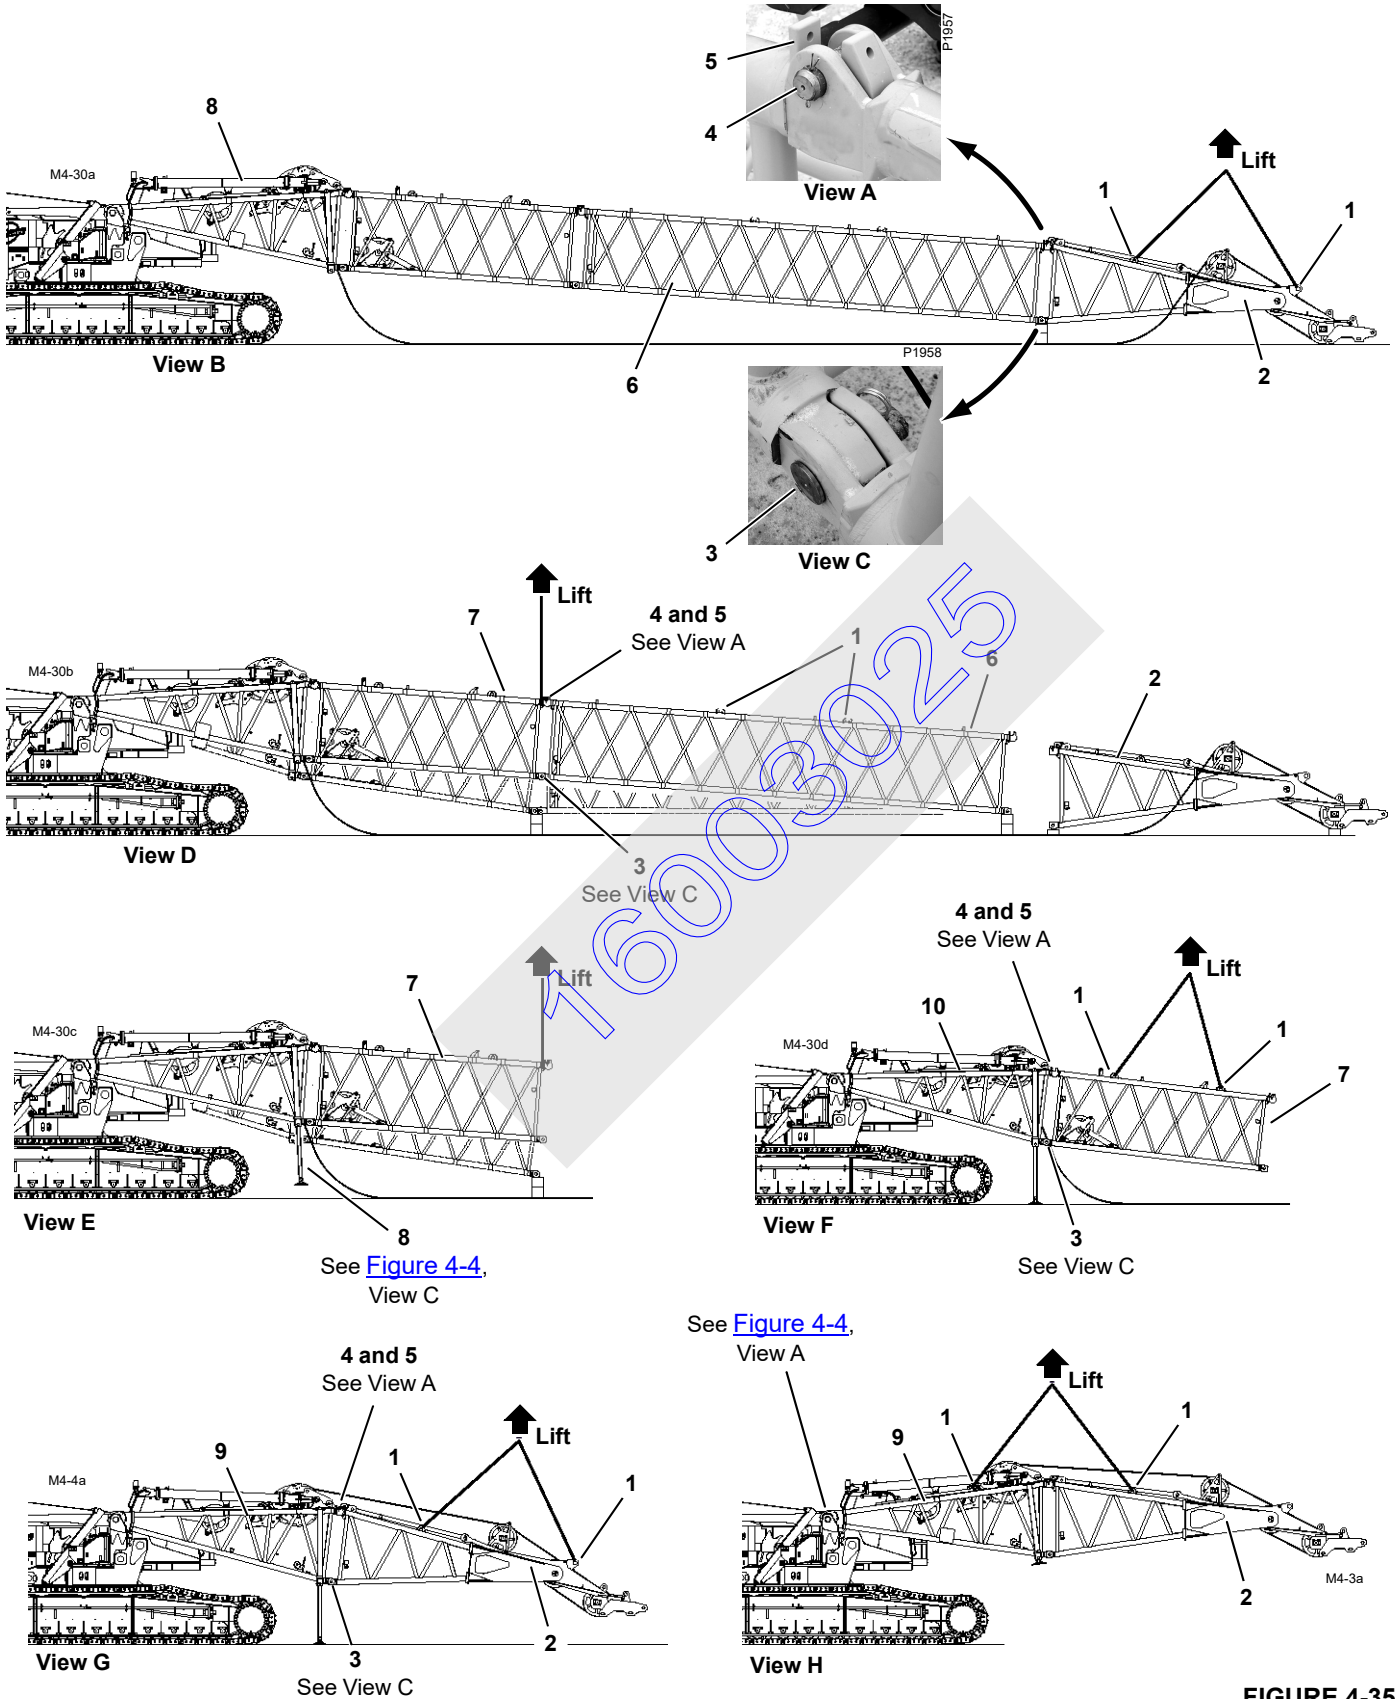 P1957
5
4
View A
8
M4-30a
Lift
1
1
View B
6
2
P1958
3
View C
Lift
7
4 and 5
See View A
1
6
2
M4-30b
View D
3
See View C
16003025
4 and 5
See View A
Lift
7
Lift
10
1
1
M4-30c
M4-30d
7
View E
8
See Figure 4-4,
View C
View F
3
See View C
See Figure 4-4,
View A
4 and 5
See View A
Lift
1
1
9
Lift
9
1
1
M4-4a
2
M4-3a
View G
3
See View C
2
View H
FIGURE 4-35